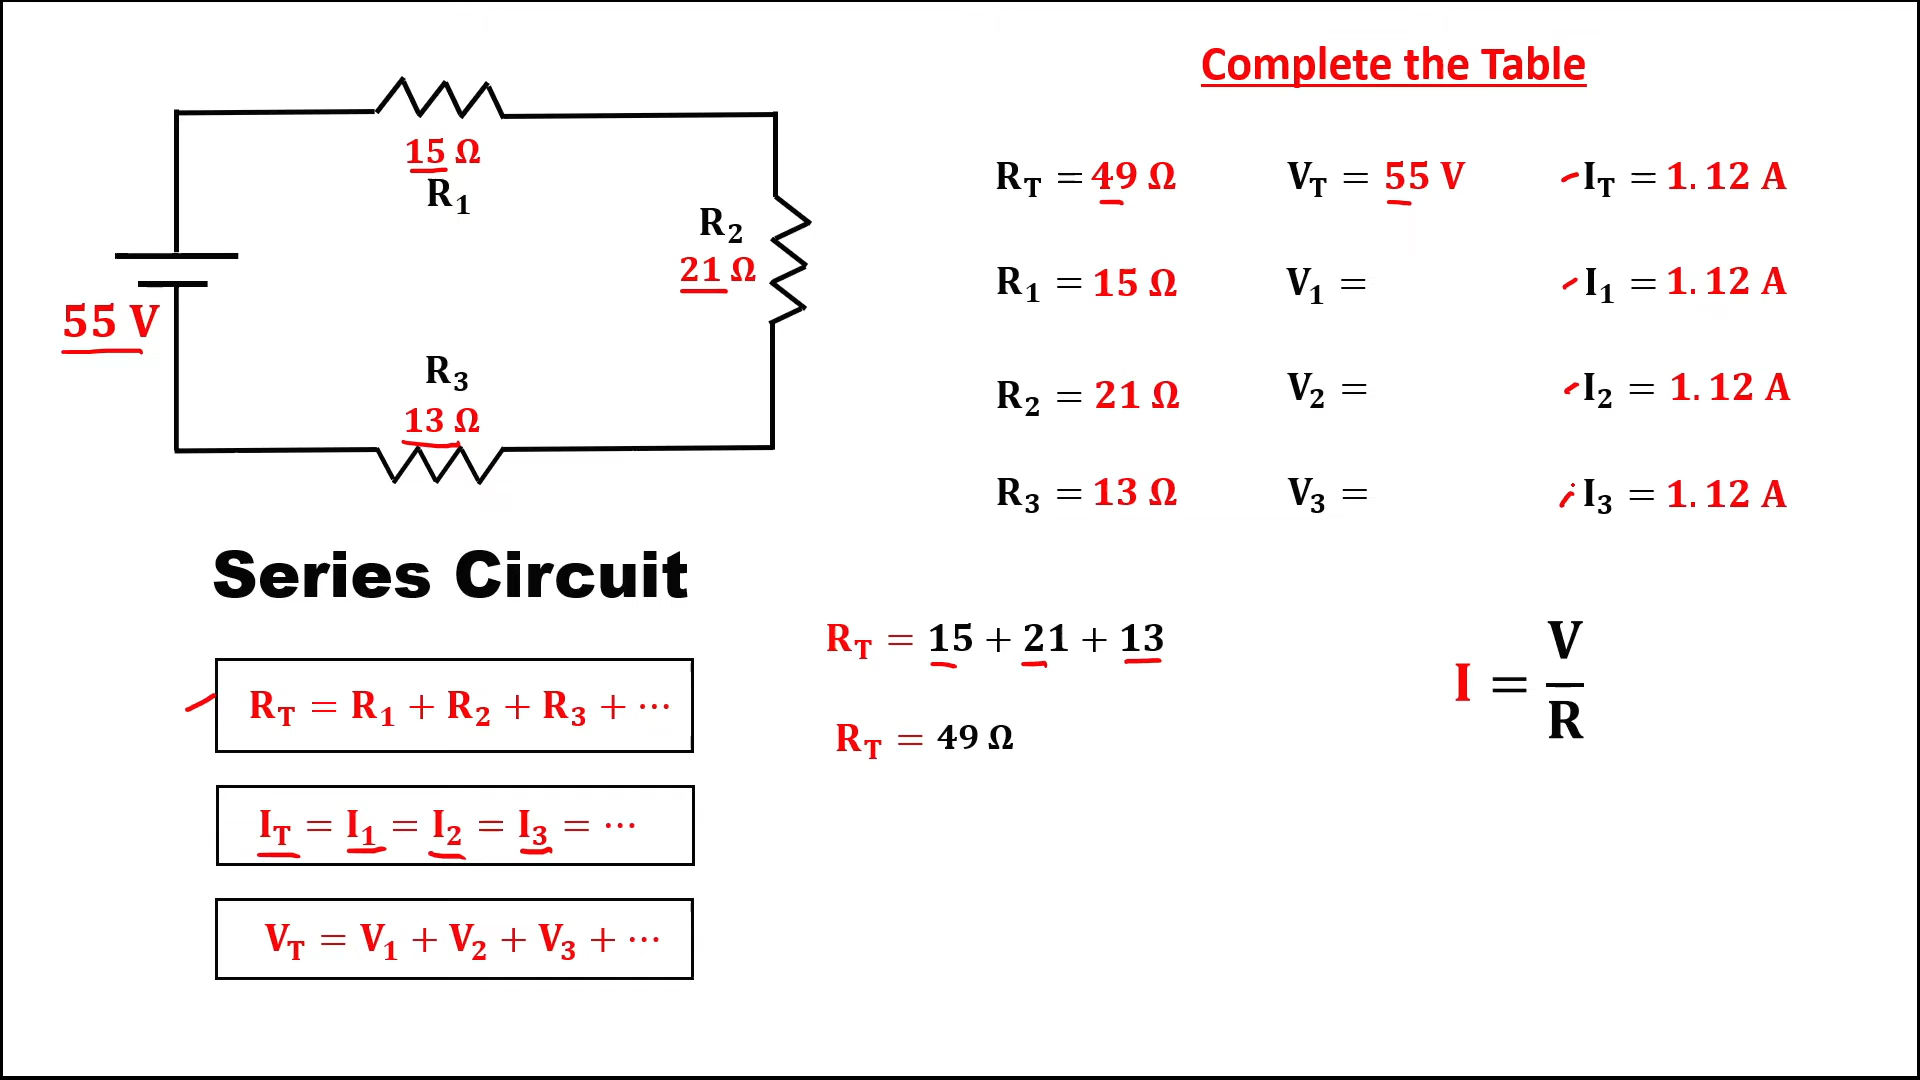 Complete the Table
15 Ω
R₁
R₂
21 Ω
55 V
R₃
13 Ω
R_T = 49 Ω V_T = 55 V I_T = 1.12 A
R₁ = 15 Ω V₁ = I₁ = 1.12 A
R₂ = 21 Ω V₂ = I₂ = 1.12 A
R₃ = 13 Ω V₃ = I₃ = 1.12 A
Series Circuit
R_T = R₁ + R₂ + R₃ + ⋯
I_T = I₁ = I₂ = I₃ = ⋯
V_T = V₁ + V₂ + V₃ + ⋯
R_T = 15 + 21 + 13
R_T = 49 Ω
I = V/R